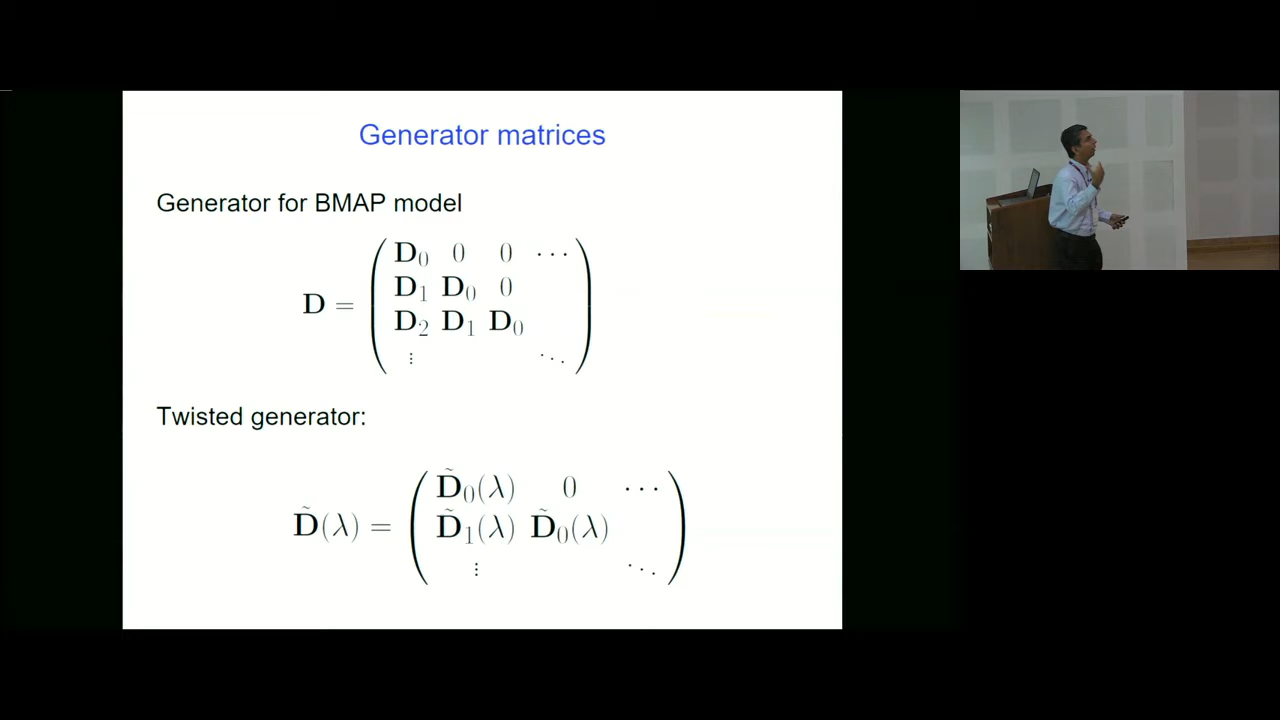 Generator matrices
Generator for BMAP model
D = ( D₀ 0 0 ⋯
D₁ D₀ 0
D₂ D₁ D₀
⋮ ⋱ )
Twisted generator:
D̃(λ) = ( D̃₀(λ) 0 ⋯
D̃₁(λ) D̃₀(λ)
⋮ ⋱ )